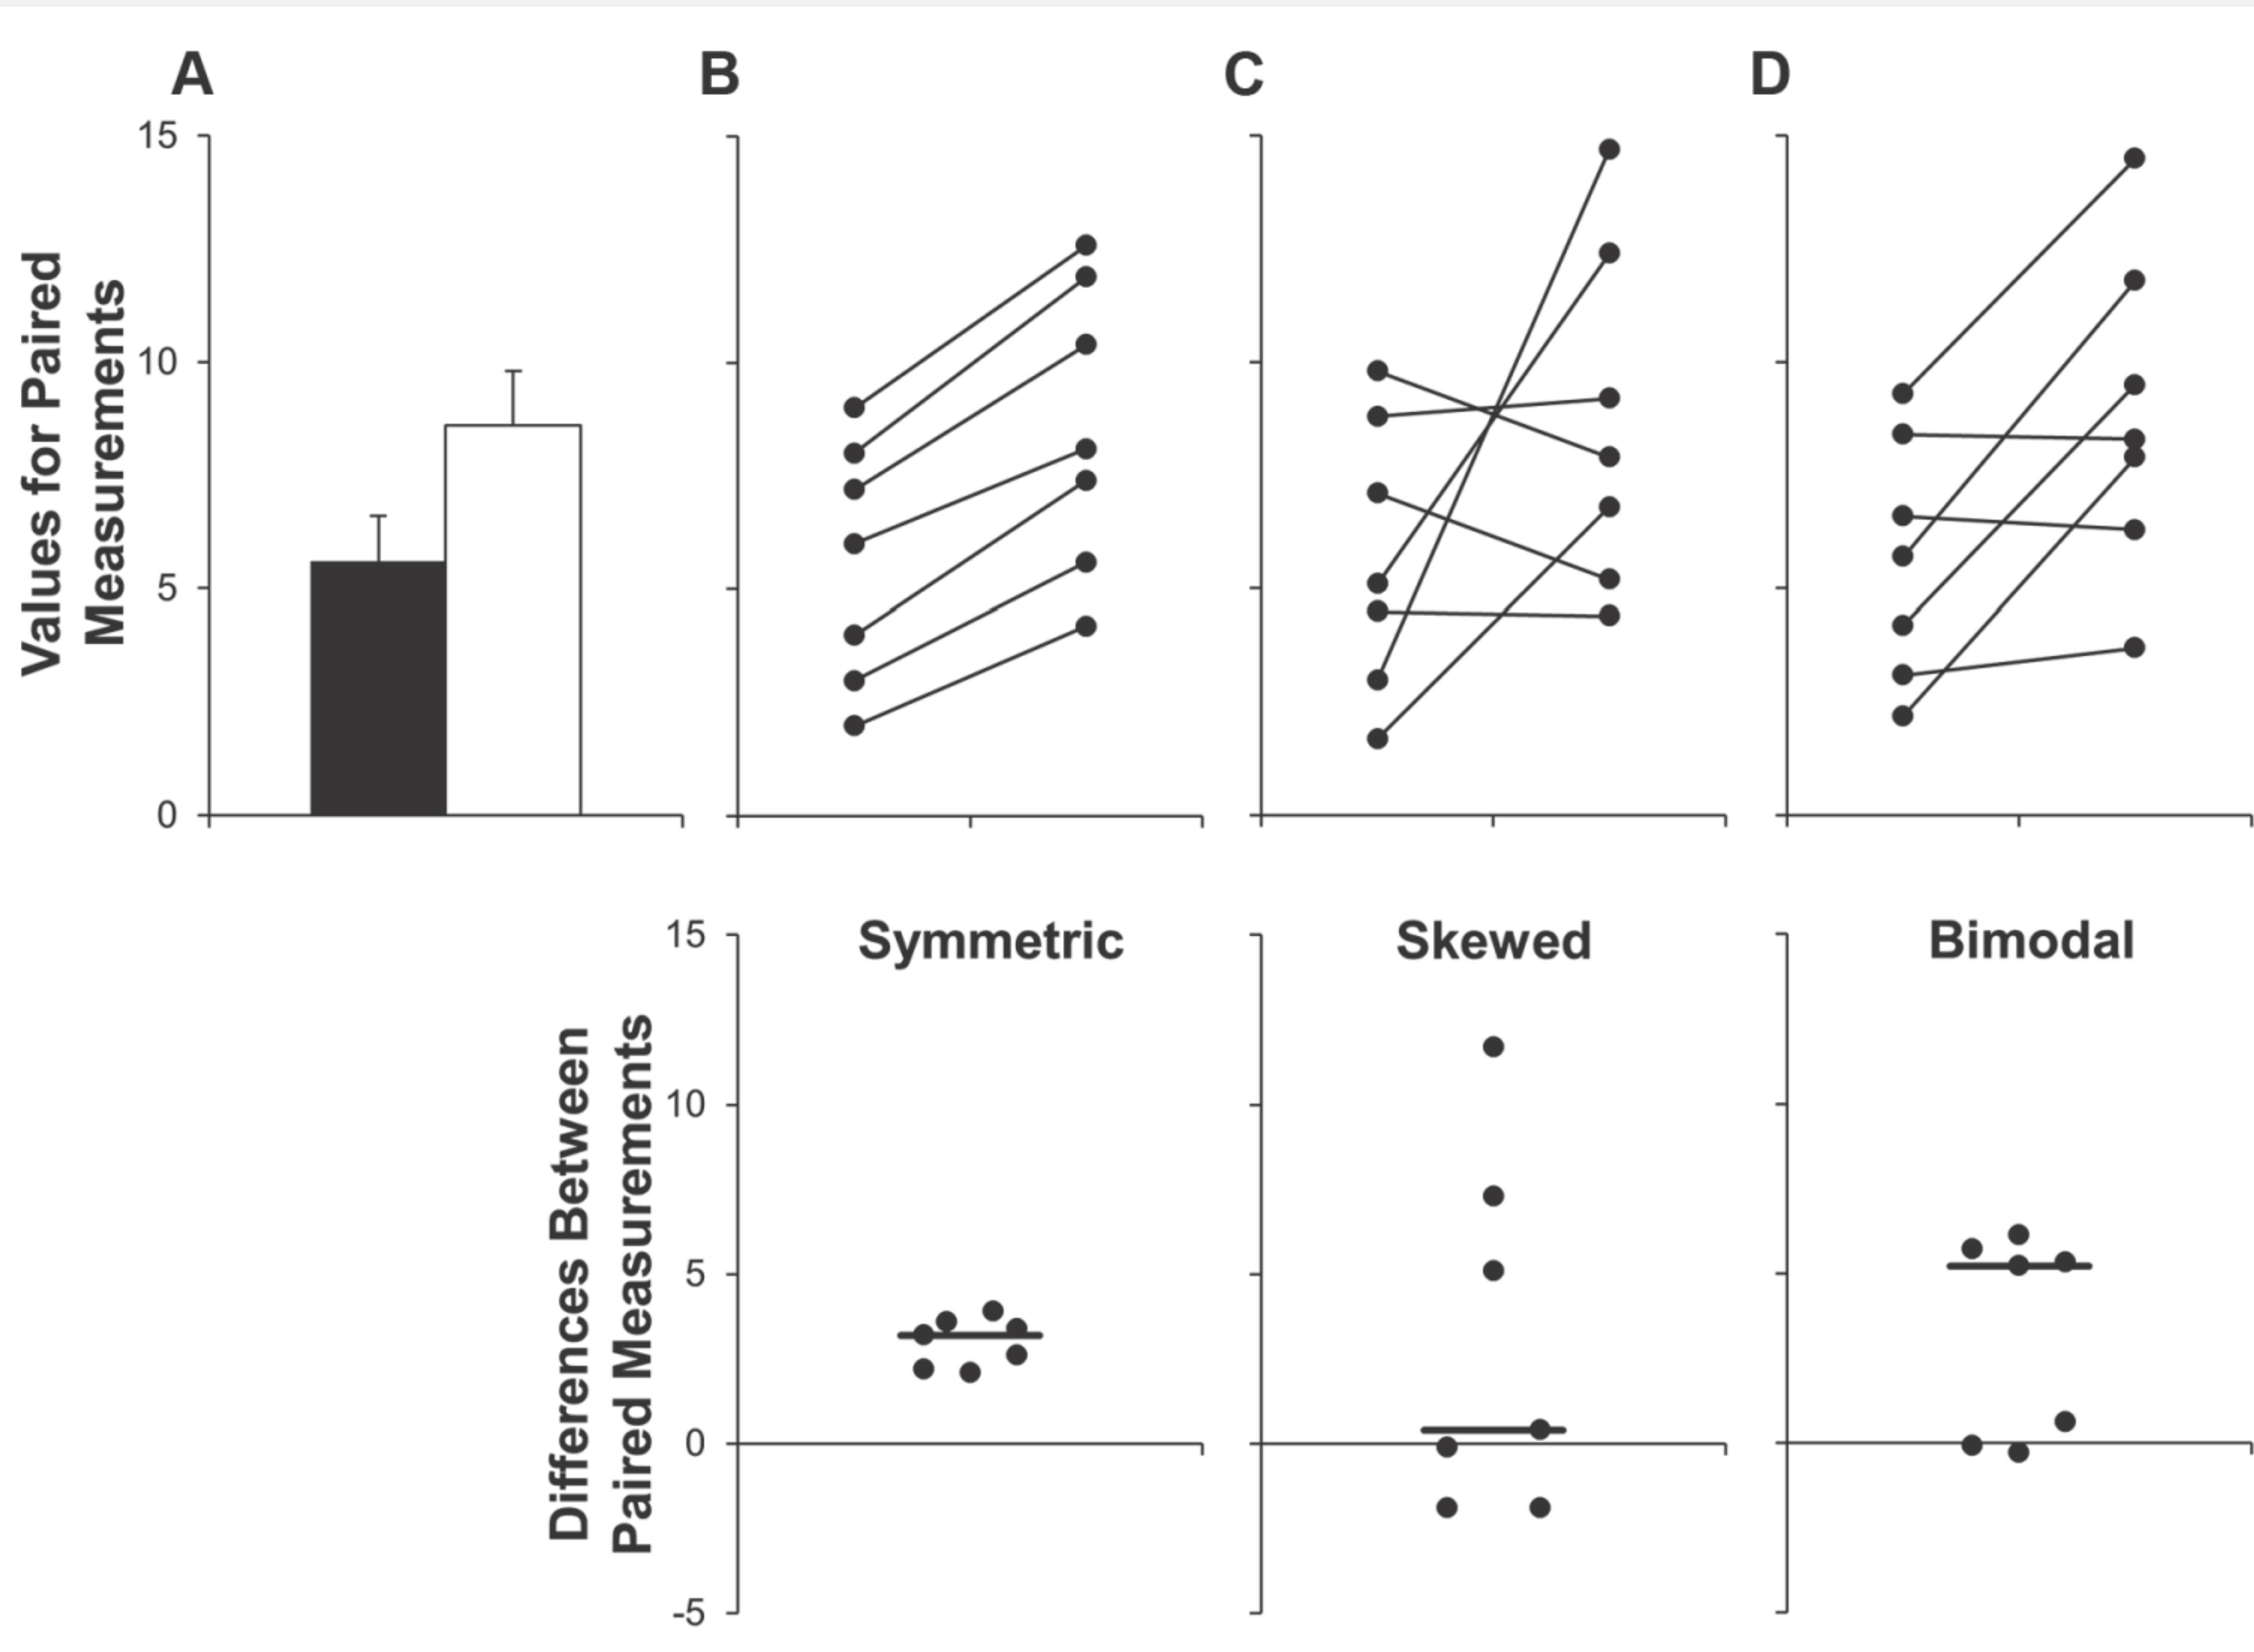 A
B
C
D
Values for Paired
Measurements
15
10
5
0
Symmetric
Skewed
Bimodal
Differences Between
Paired Measurements
15
10
5
0
-5